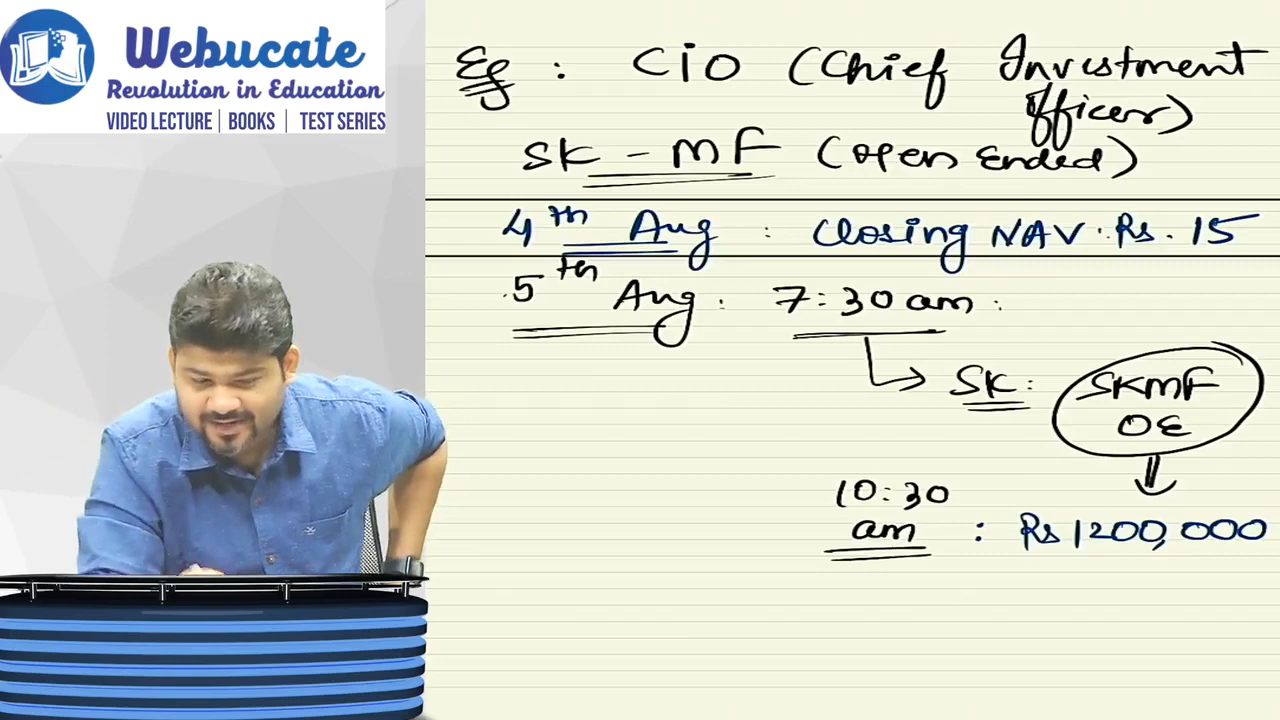 Webucate
Revolution in Education
VIDEO LECTURE | BOOKS | TEST SERIES
Eg : CiO (Chief Investment
Officer)
SK - MF (Open Ended)
4th Aug : Closing NAV. Rs. 15
5th Aug : 7:30 am :
SK : SKMF
OE
10:30
am : Rs 1200,000